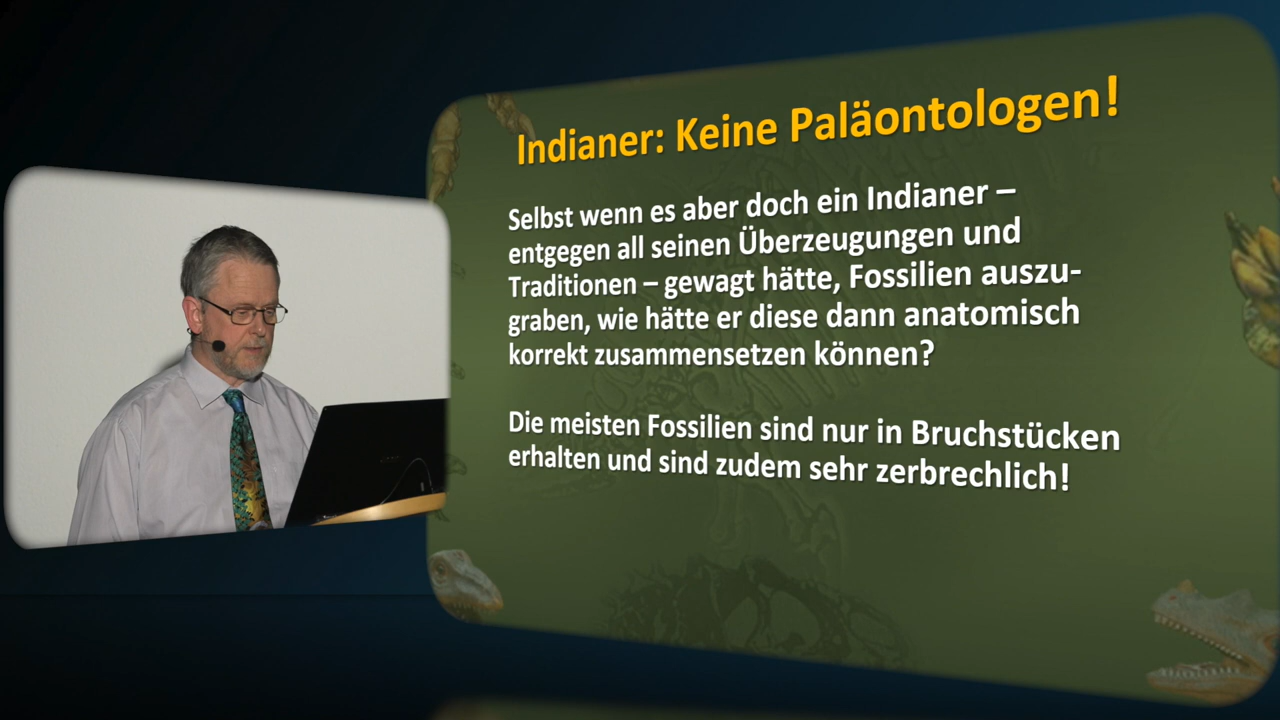 Indianer: Keine Paläontologen!
Selbst wenn es aber doch ein Indianer –
entgegen all seinen Überzeugungen und
Traditionen – gewagt hätte, Fossilien auszu-
graben, wie hätte er diese dann anatomisch
korrekt zusammensetzen können?
Die meisten Fossilien sind nur in Bruchstücken
erhalten und sind zudem sehr zerbrechlich!